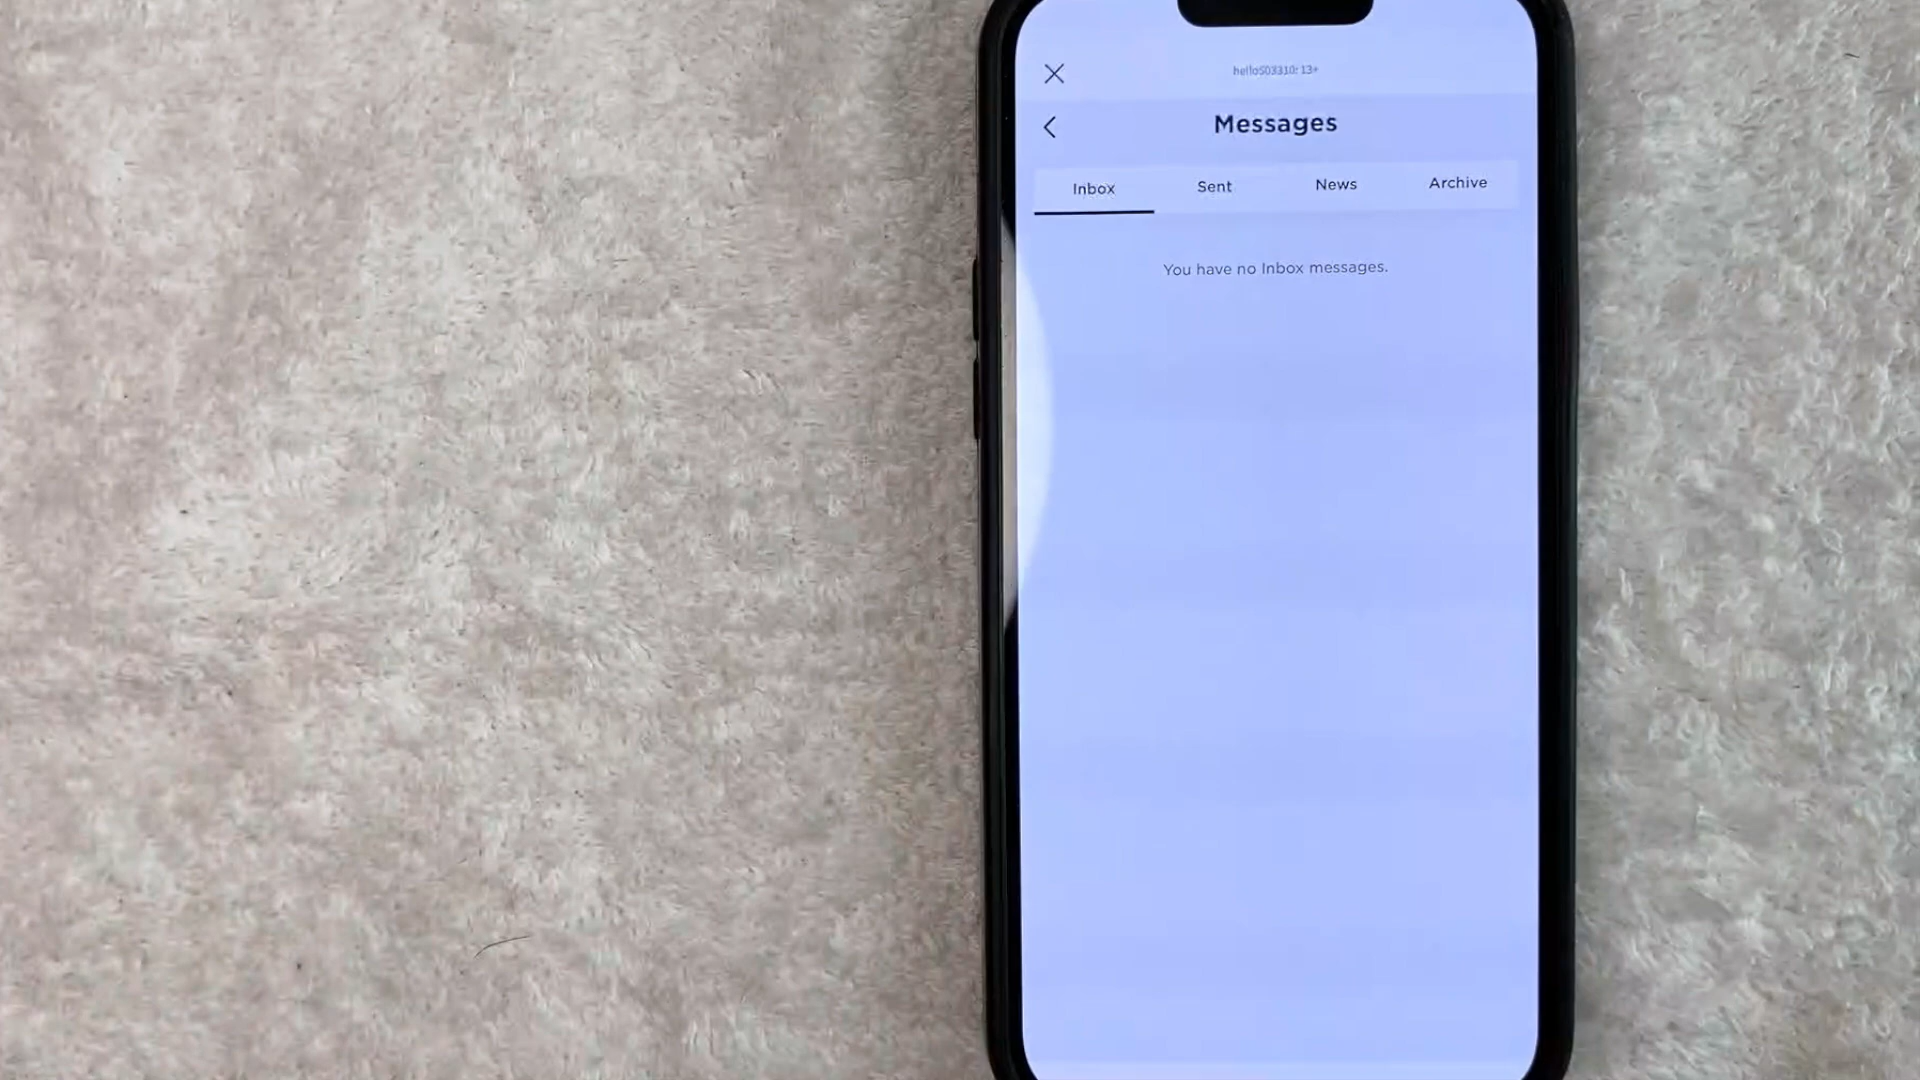 hello503310: 13+
Messages
Inbox Sent News Archive
You have no Inbox messages.